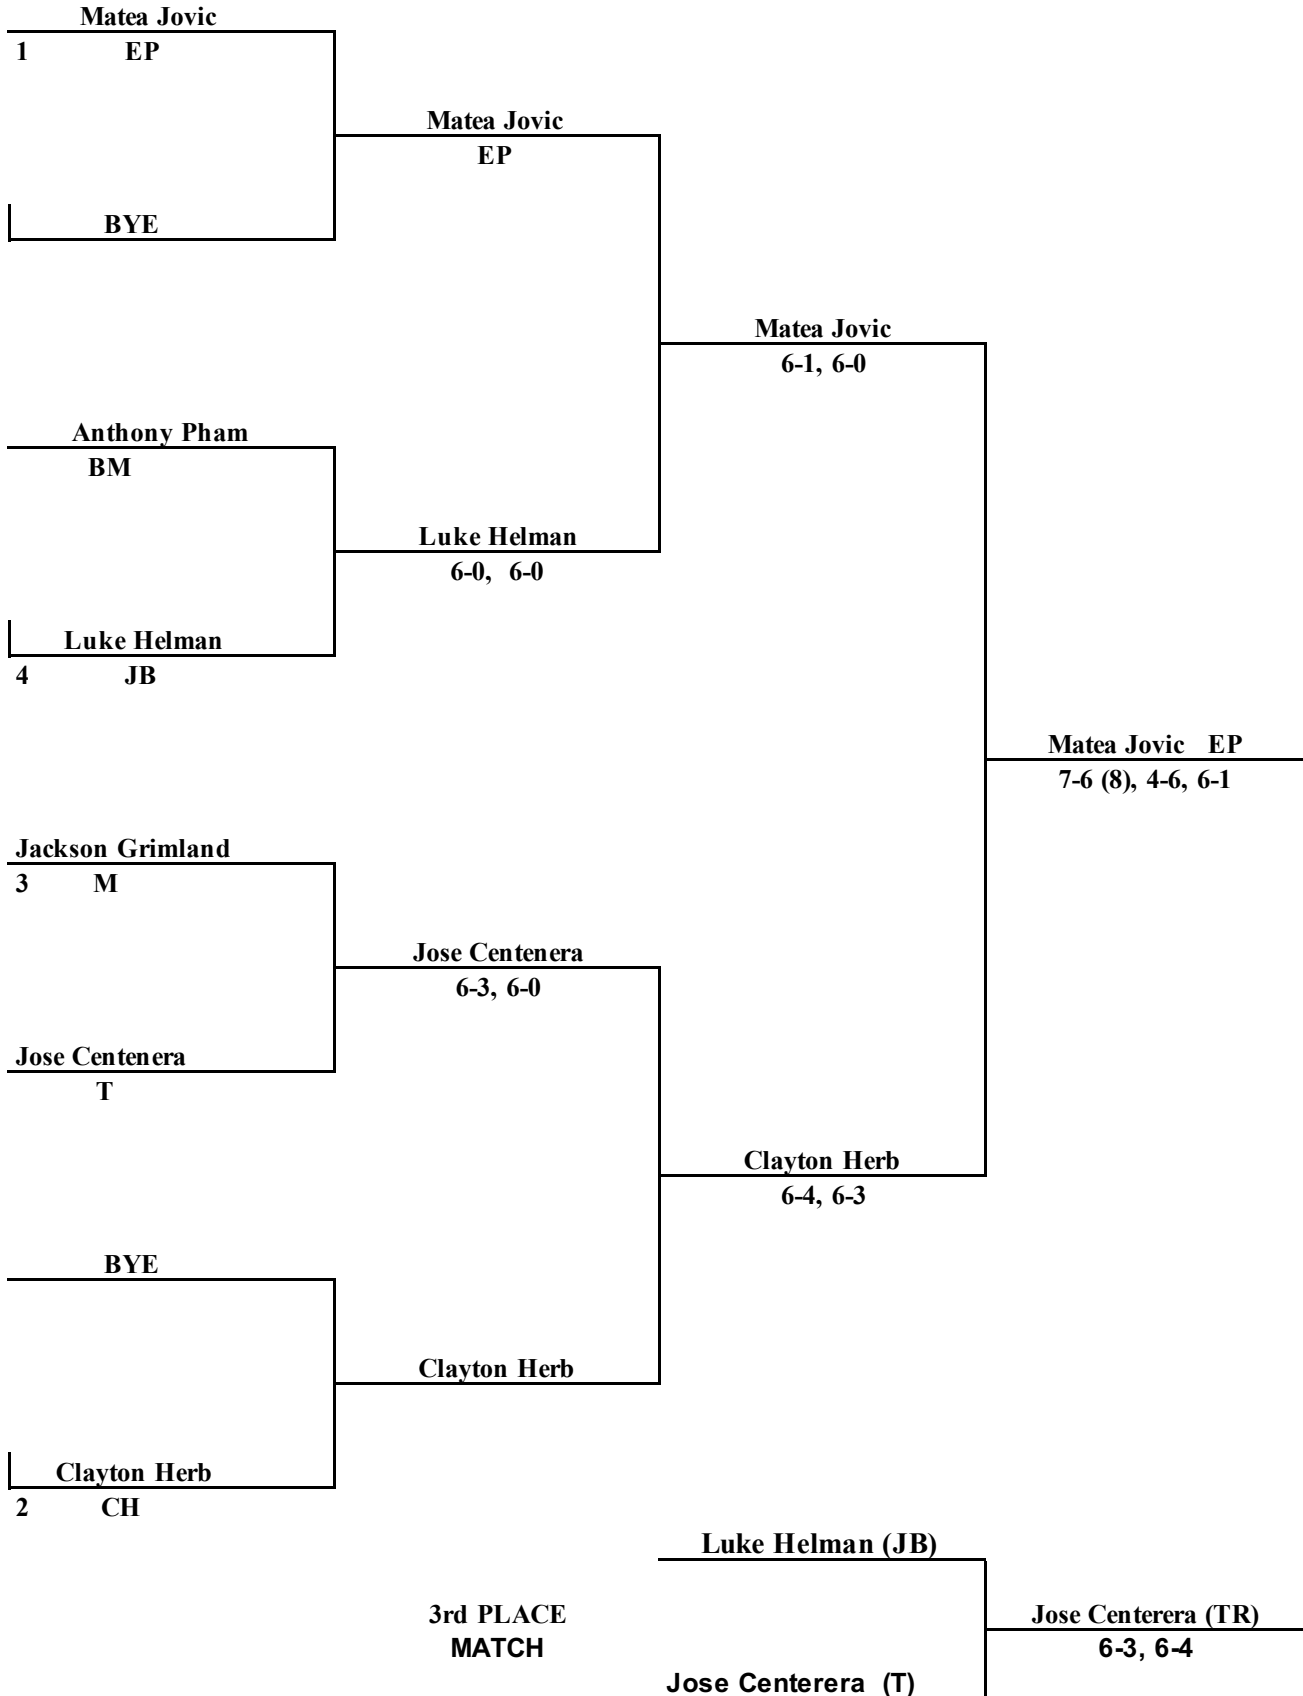 Matea Jovic
1 EP
Matea Jovic
EP
BYE
Matea Jovic
6-1, 6-0
Anthony Pham
BM
Luke Helman
6-0, 6-0
Luke Helman
4 JB
Matea Jovic EP
7-6 (8), 4-6, 6-1
Jackson Grimland
3 M
Jose Centenera
6-3, 6-0
Jose Centenera
T
Clayton Herb
6-4, 6-3
BYE
Clayton Herb
Clayton Herb
2 CH
Luke Helman (JB)
3rd PLACE
MATCH
Jose Centerera (TR)
6-3, 6-4
Jose Centerera (T)